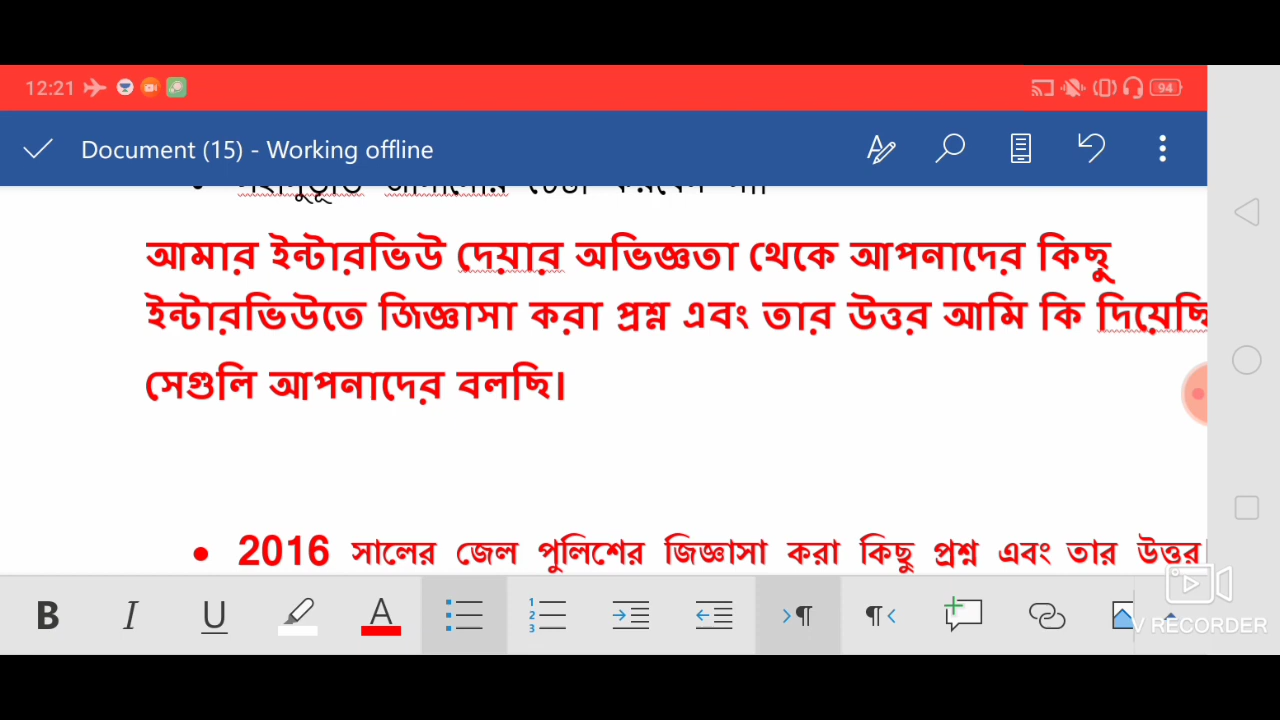 12:21
94
Document (15) - Working offline
আমার ইন্টারভিউ দেয়ার অভিজ্ঞতা থেকে আপনাদের কিছু
ইন্টারভিউতে জিজ্ঞাসা করা প্রশ্ন এবং তার উত্তর আমি কি দিয়েছি
সেগুলি আপনাদের বলছি।
2016 সালের জেল পুলিশের জিজ্ঞাসা করা কিছু প্রশ্ন এবং তার উত্তর
B I U A
V RECORDER